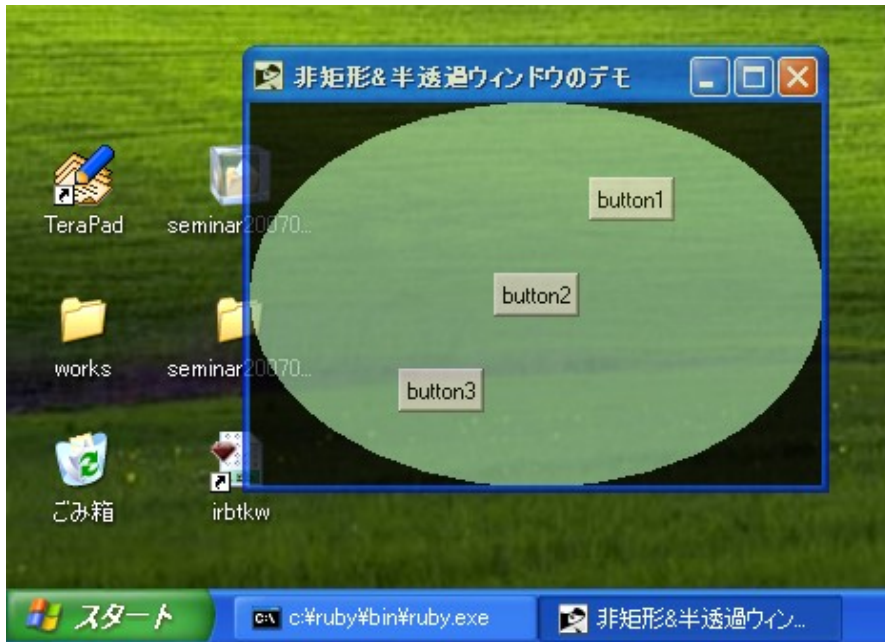 非矩形&半透過ウィンドウのデモ
TeraPad
seminar20070...
button1
button2
works
seminar20070...
button3
ごみ箱
irbtkw
スタート
c:¥ruby¥bin¥ruby.exe
非矩形&半透過ウィン...